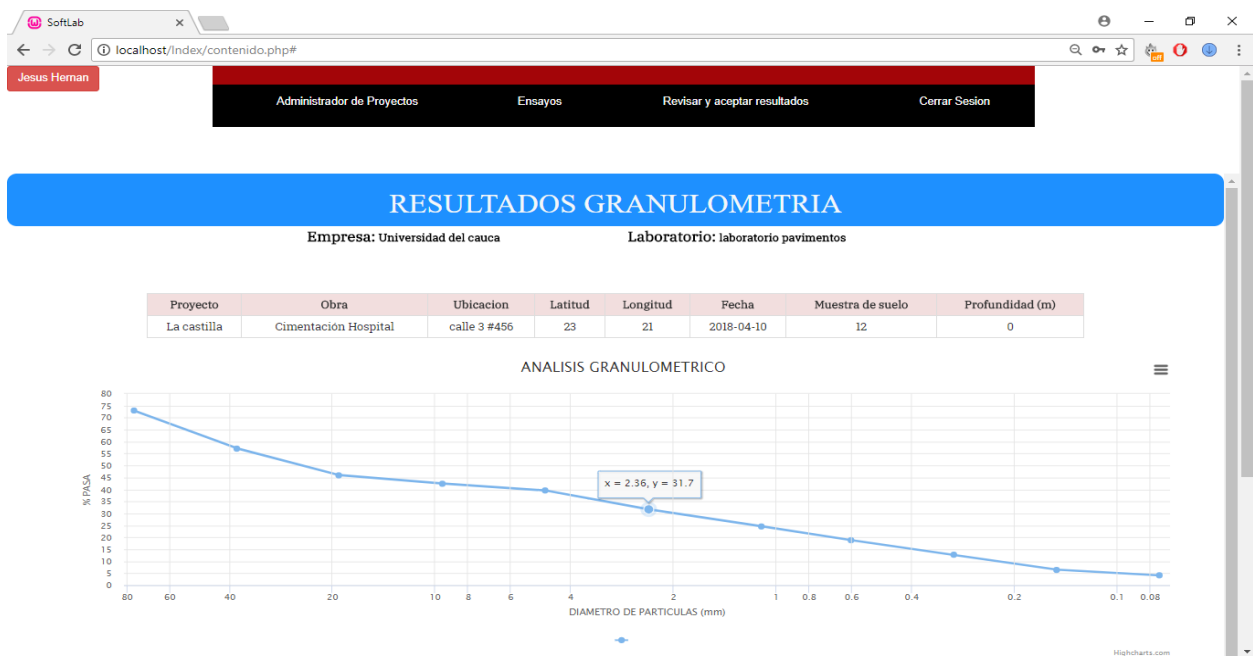 SoftLab
localhost/Index/contenido.php#
off
Jesus Hernan
Administrador de Proyectos Ensayos Revisar y aceptar resultados Cerrar Sesion
RESULTADOS GRANULOMETRIA
Empresa: Universidad del cauca Laboratorio: laboratorio pavimentos
Proyecto Obra Ubicacion Latitud Longitud Fecha Muestra de suelo Profundidad (m)
La castilla Cimentación Hospital calle 3 #456 23 21 2018-04-10 12 0
ANALISIS GRANULOMETRICO
80
75
70
65
60
55
50
45
40
35
30
25
20
15
10
5
0
% PASA
x = 2.36, y = 31.7
80 60 40 20 10 8 6 4 2 1 0.8 0.6 0.4 0.2 0.1 0.08
DIAMETRO DE PARTICULAS (mm)
Highcharts.com